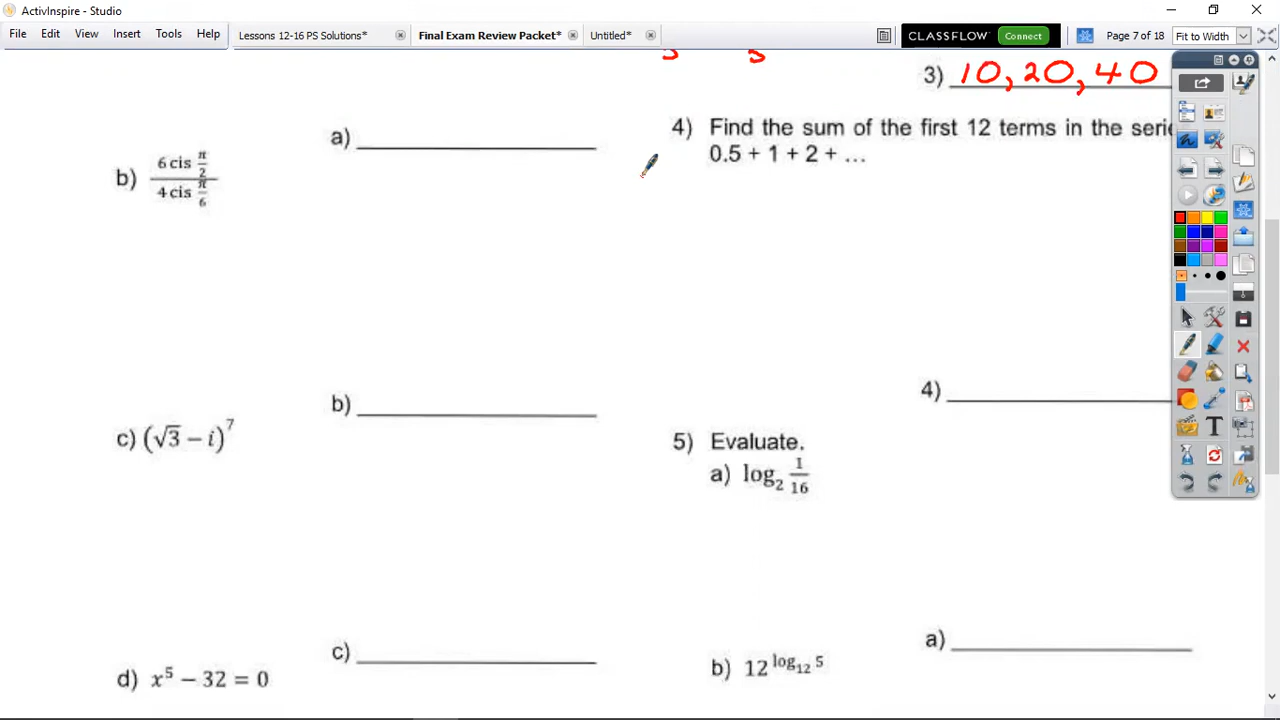 ActivInspire - Studio
File Edit View Insert Tools Help
Lessons 12-16 PS Solutions*
Final Exam Review Packet*
Untitled*
CLASSFLOW Connect
Page 7 of 18
Fit to Width
3) 10, 20, 40
a)
4) Find the sum of the first 12 terms in the serie
0.5 + 1 + 2 + ...
b) 6 cis π/2
4 cis π/6
b)
4)
c) (√3 − i)^7
5) Evaluate.
a) log₂ 1/16
c)
a)
d) x⁵ − 32 = 0
b) 12^log₁₂ 5